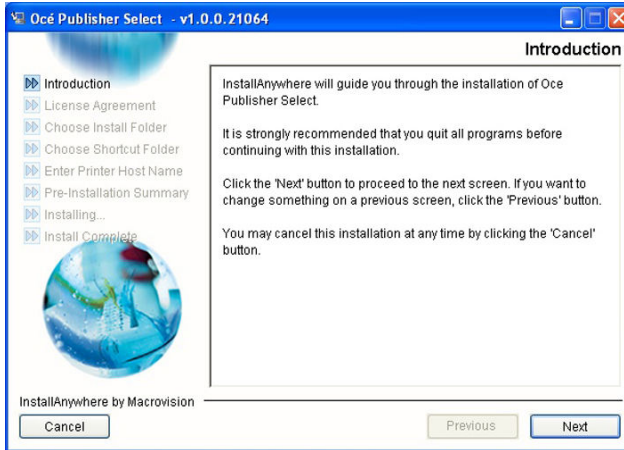 Océ Publisher Select - v1.0.0.21064
Introduction
Introduction
License Agreement
Choose Install Folder
Choose Shortcut Folder
Enter Printer Host Name
Pre-Installation Summary
Installing...
Install Complete
InstallAnywhere will guide you through the installation of Oce
Publisher Select.
It is strongly recommended that you quit all programs before
continuing with this installation.
Click the 'Next' button to proceed to the next screen. If you want to
change something on a previous screen, click the 'Previous' button.
You may cancel this installation at any time by clicking the 'Cancel'
button.
InstallAnywhere by Macrovision
Cancel
Previous
Next